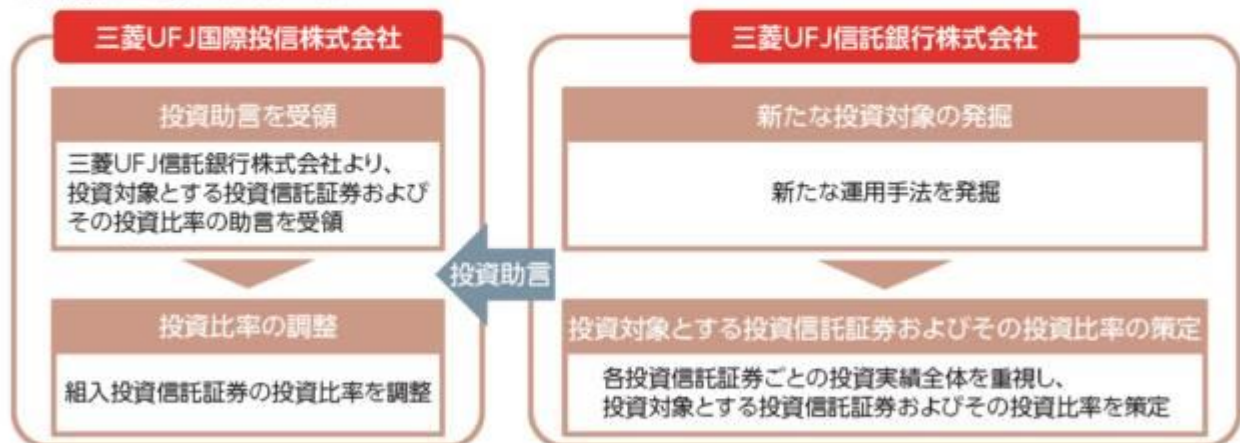 三菱UFJ国際投信株式会社
投資助言を受領
三菱UFJ信託銀行株式会社より、
投資対象とする投資信託証券および
その投資比率の助言を受領
投資比率の調整
組入投資信託証券の投資比率を調整
投資助言
三菱UFJ信託銀行株式会社
新たな投資対象の発掘
新たな運用手法を発掘
投資対象とする投資信託証券およびその投資比率の策定
各投資信託証券ごとの投資実績全体を重視し、
投資対象とする投資信託証券およびその投資比率を策定